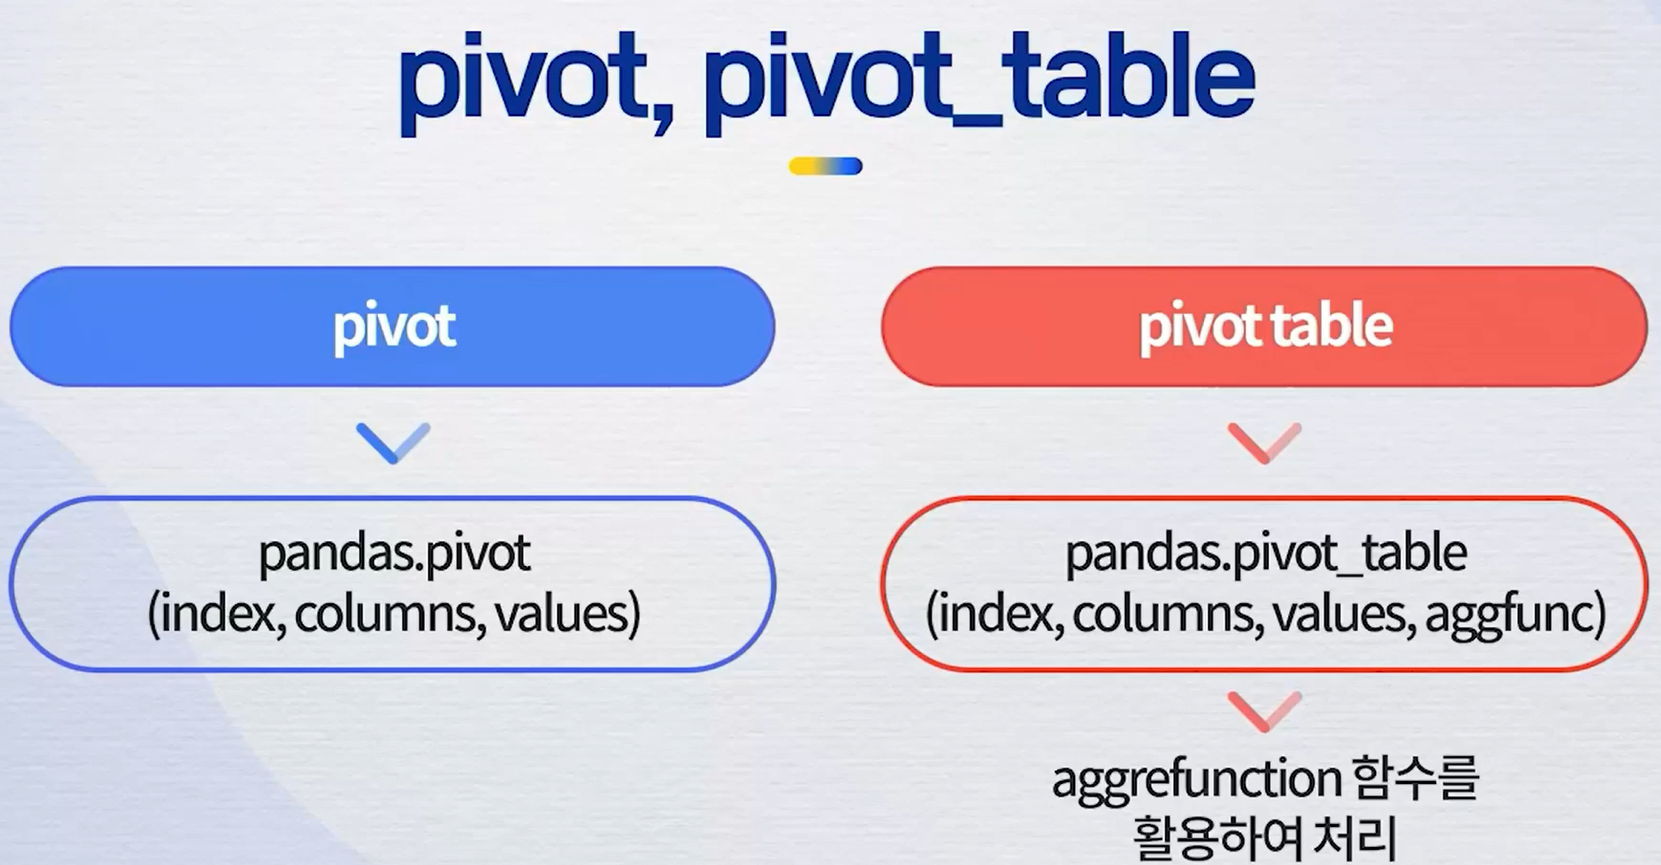 pivot, pivot_table
pivot
pandas.pivot
(index, columns, values)
pivot table
pandas.pivot_table
(index, columns, values, aggfunc)
aggrefunction 함수를
활용하여 처리